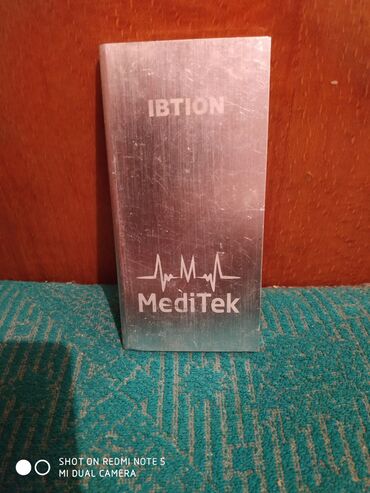 IBTION
MediTek
SHOT ON REDMI NOTE 5
MI DUAL CAMERA